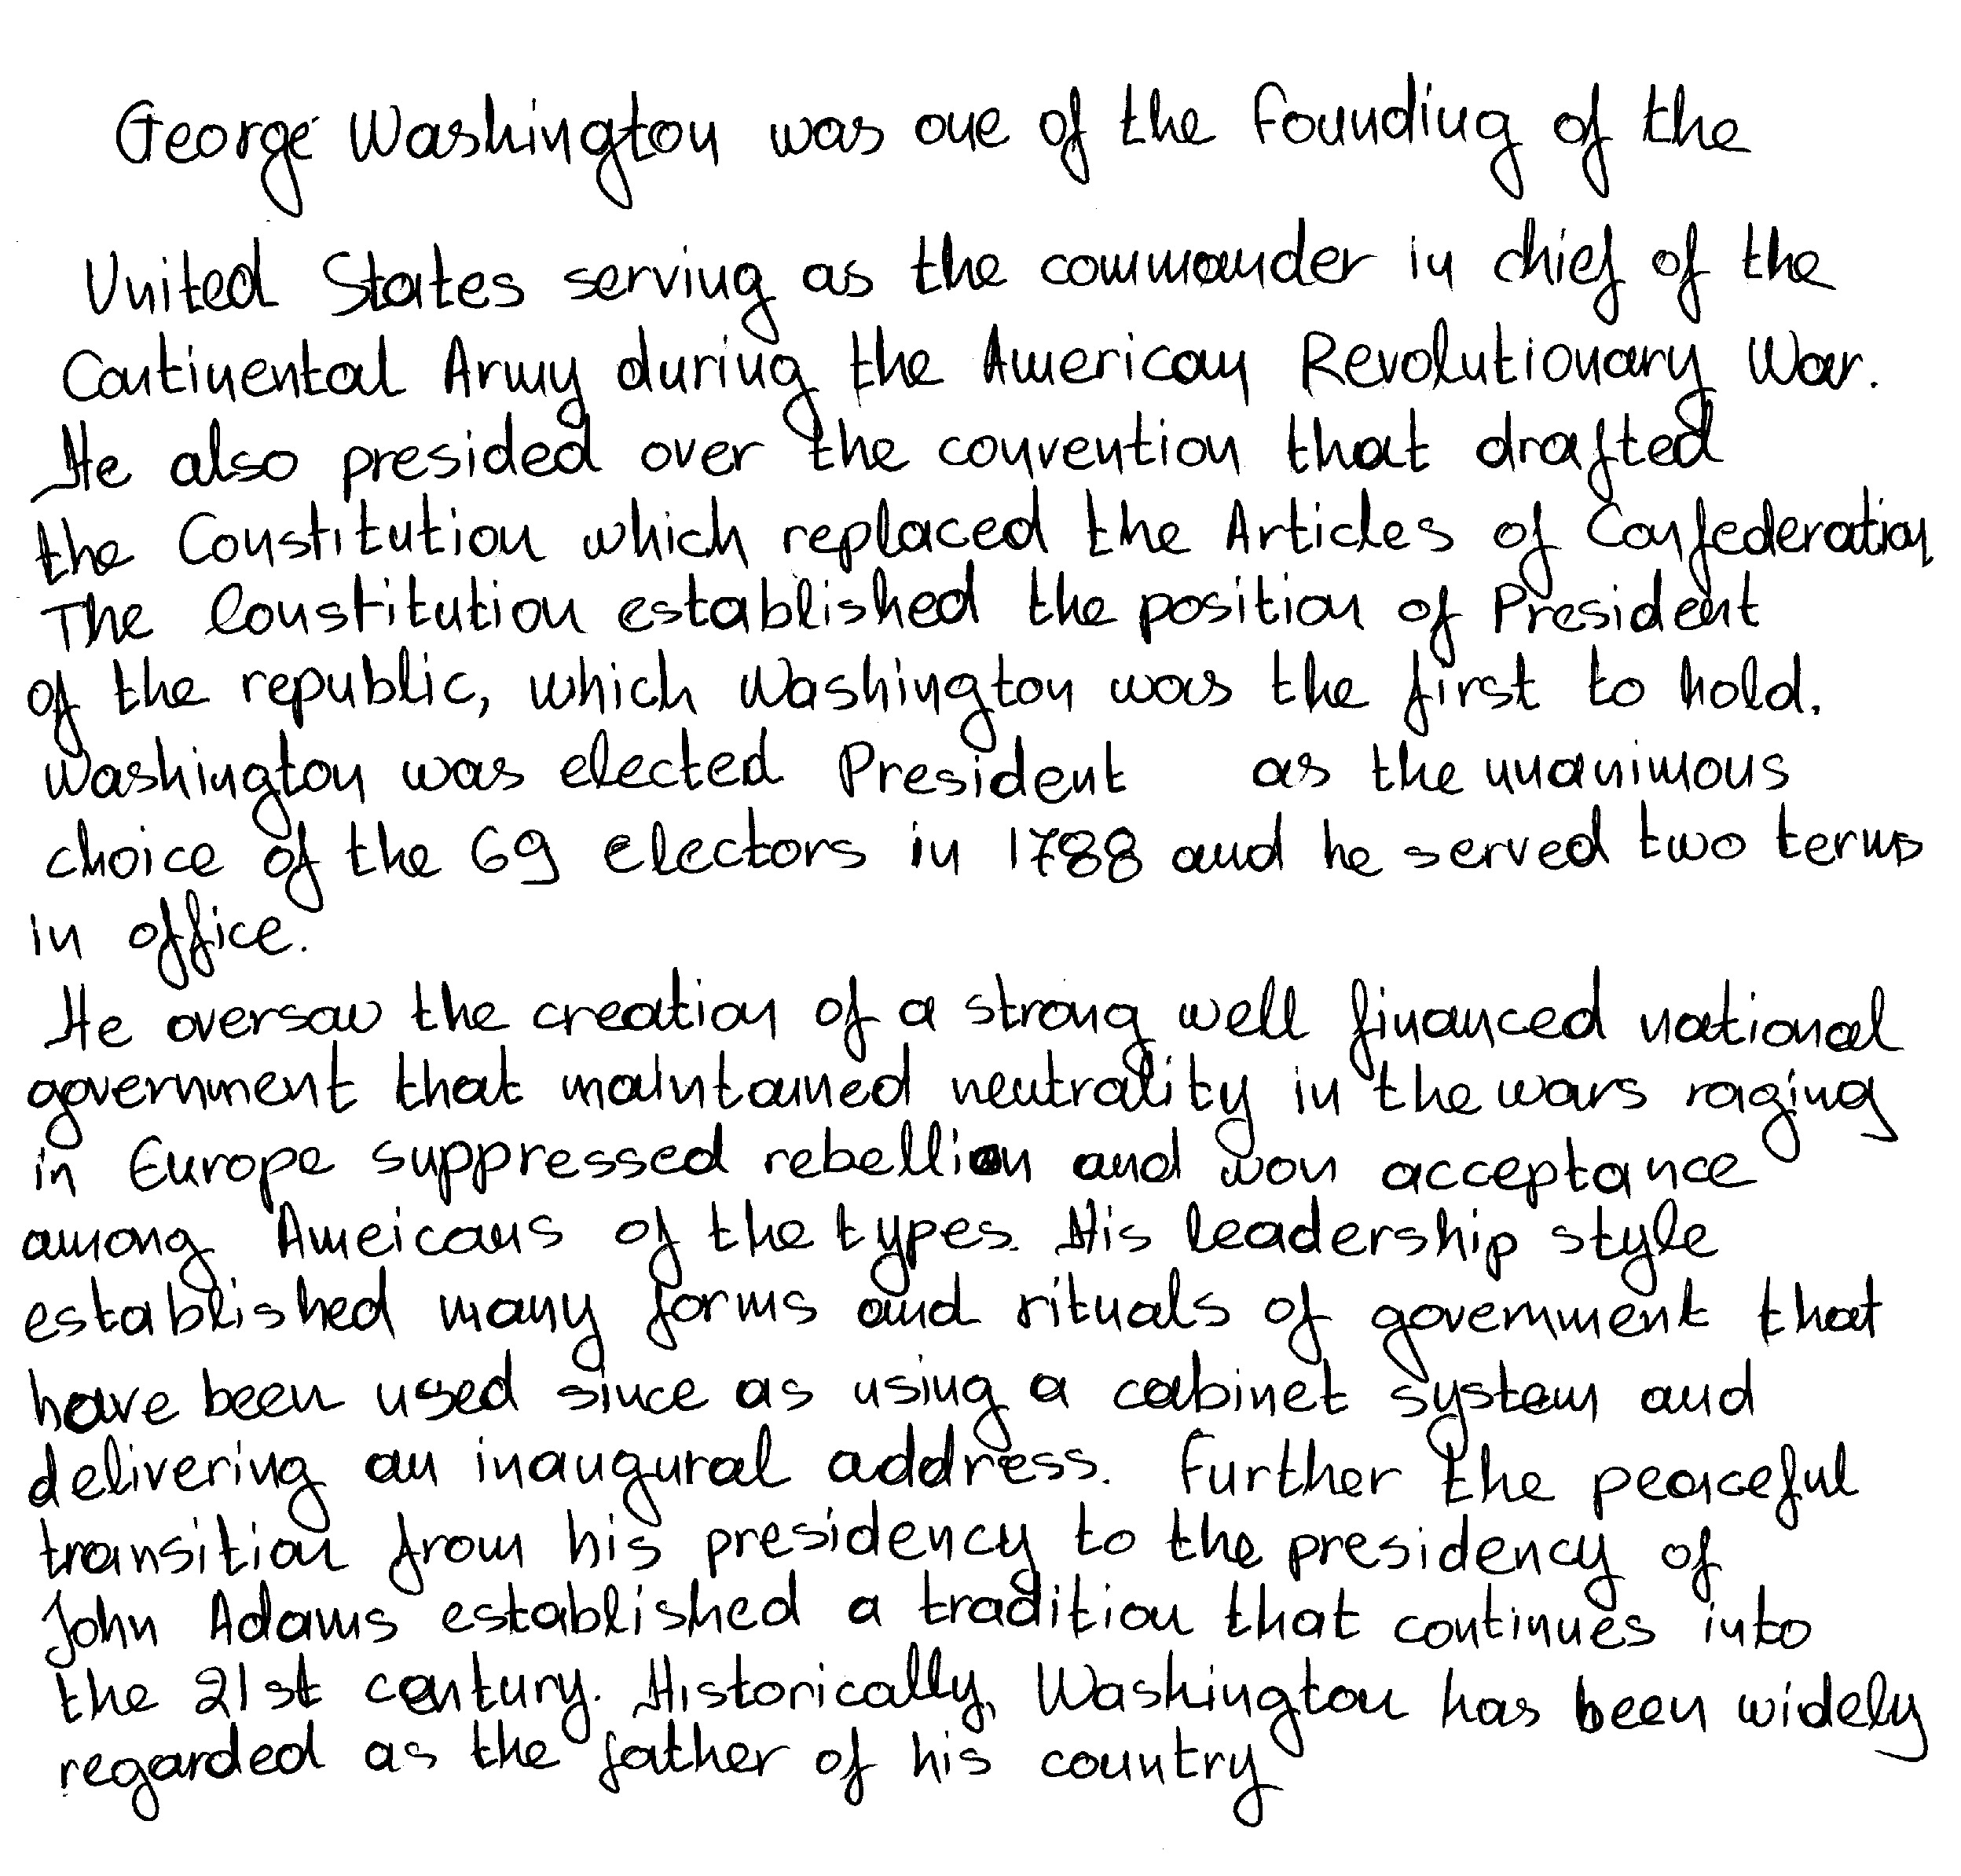 George Washington was one of the Founding of the
United States serving as the commander in chief of the
Continental Army during the American Revolutionary War.
He also presided over the convention that drafted
the Constitution which replaced the Articles of Confederation
The Constitution established the position of President
of the republic, which Washington was the first to hold.
Washington was elected President as the unanimous
choice of the 69 electors in 1788 and he served two terms
in office.
He oversaw the creation of a strong well financed national
government that maintained neutrality in the wars raging
in Europe suppressed rebellion and won acceptance
among Ameicans of the types. His leadership style
established many forms and rituals of government that
have been used since as using a cabinet system and
delivering an inaugural address. Further the peaceful
transition from his presidency to the presidency of
John Adams established a tradition that continues into
the 21st century. Historically, Washington has been widely
regarded as the father of his country